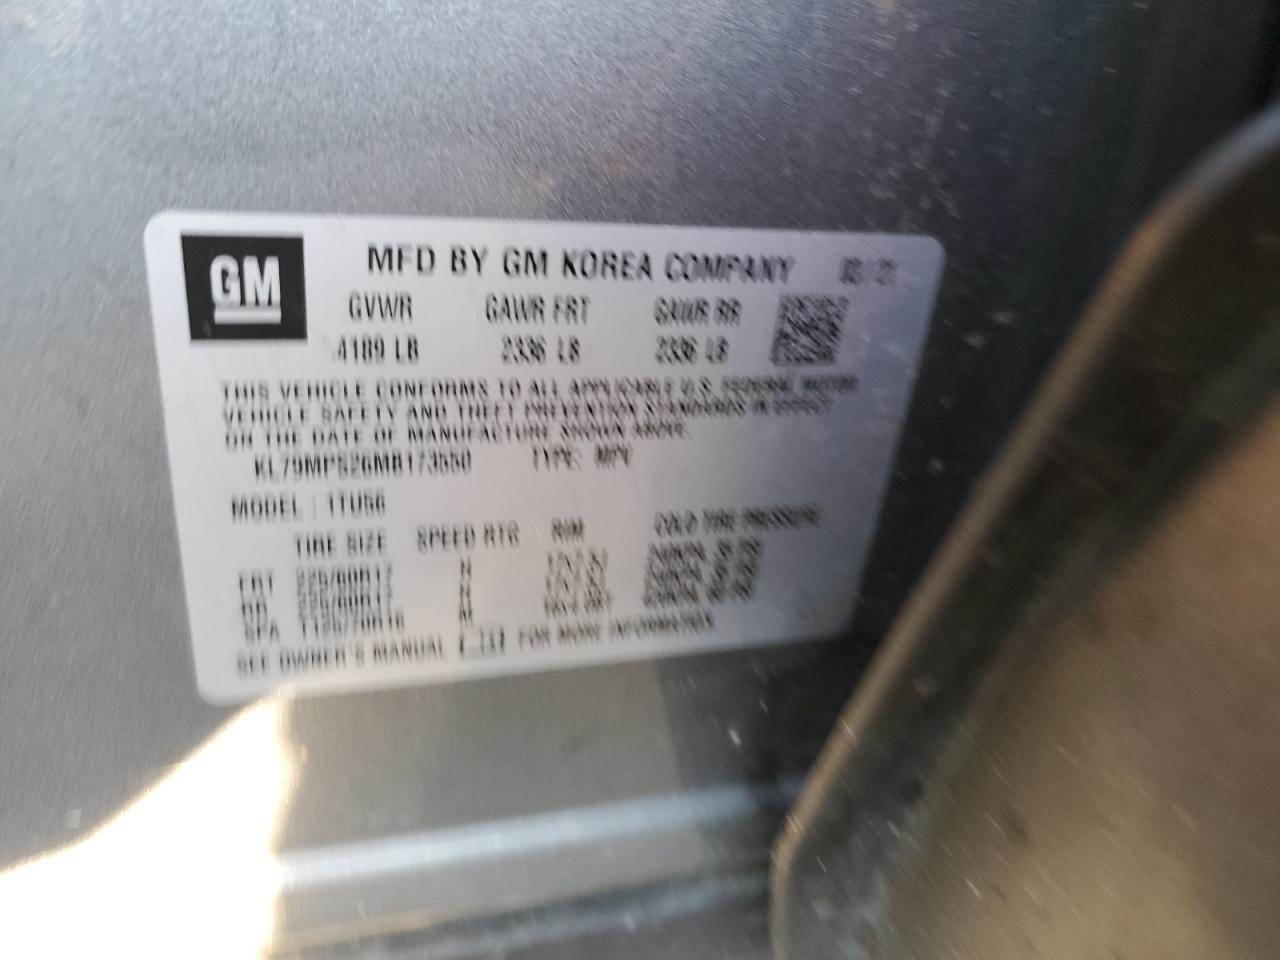 GM
MFD BY GM KOREA COMPANY
GVWR GAWR FRT GAWR RR
4189 LB 2336 LB 2336 LB
THIS VEHICLE CONFORMS TO ALL APPLICABLE U.S. FEDERAL MOTOR
VEHICLE SAFETY AND THEFT PREVENTION STANDARDS IN EFFECT
ON THE DATE OF MANUFACTURE SHOWN ABOVE.
TYPE: MPV
MODEL: 1TU56
TIRE SIZE SPEED RTG RIM COLD TIRE PRESSURE
FRT 225/60R17 H
RR 225/60R17 H
SPA T125/70R16 M
SEE OWNER'S MANUAL FOR MORE INFORMATION